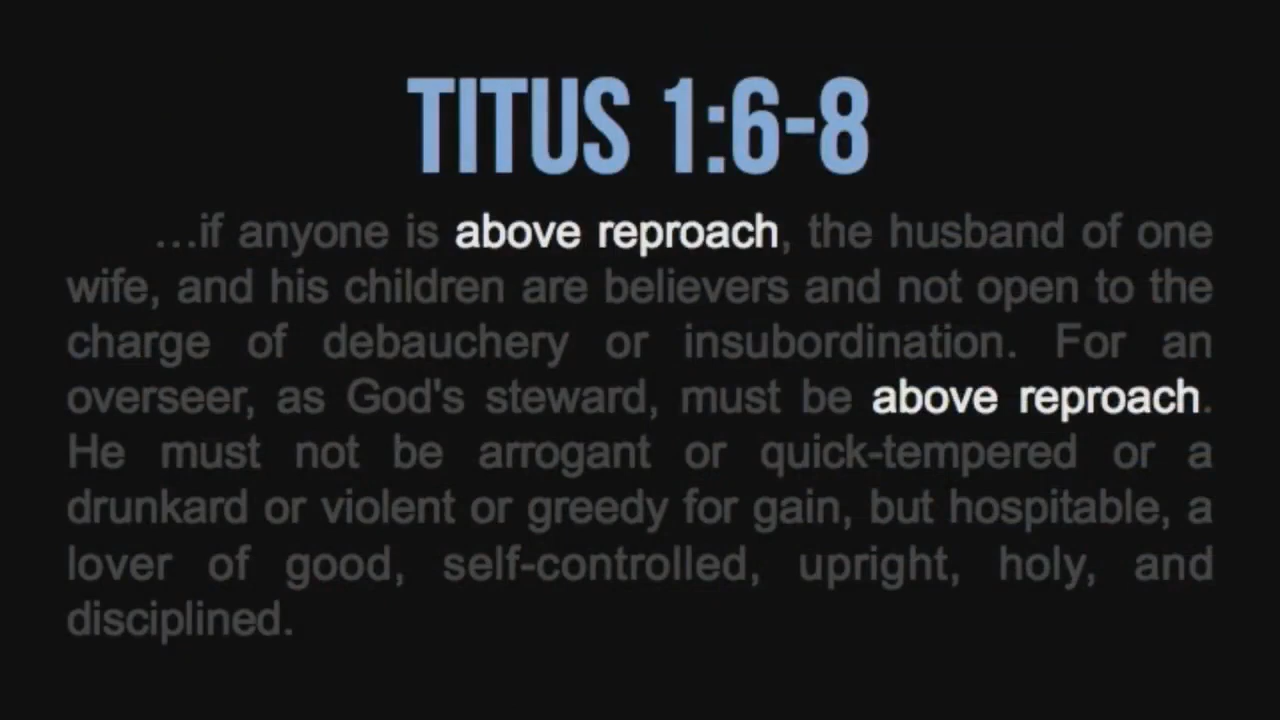 TITUS 1:6-8
…if anyone is above reproach, the husband of one
wife, and his children are believers and not open to the
charge of debauchery or insubordination. For an
overseer, as God's steward, must be above reproach.
He must not be arrogant or quick-tempered or a
drunkard or violent or greedy for gain, but hospitable, a
lover of good, self-controlled, upright, holy, and
disciplined.